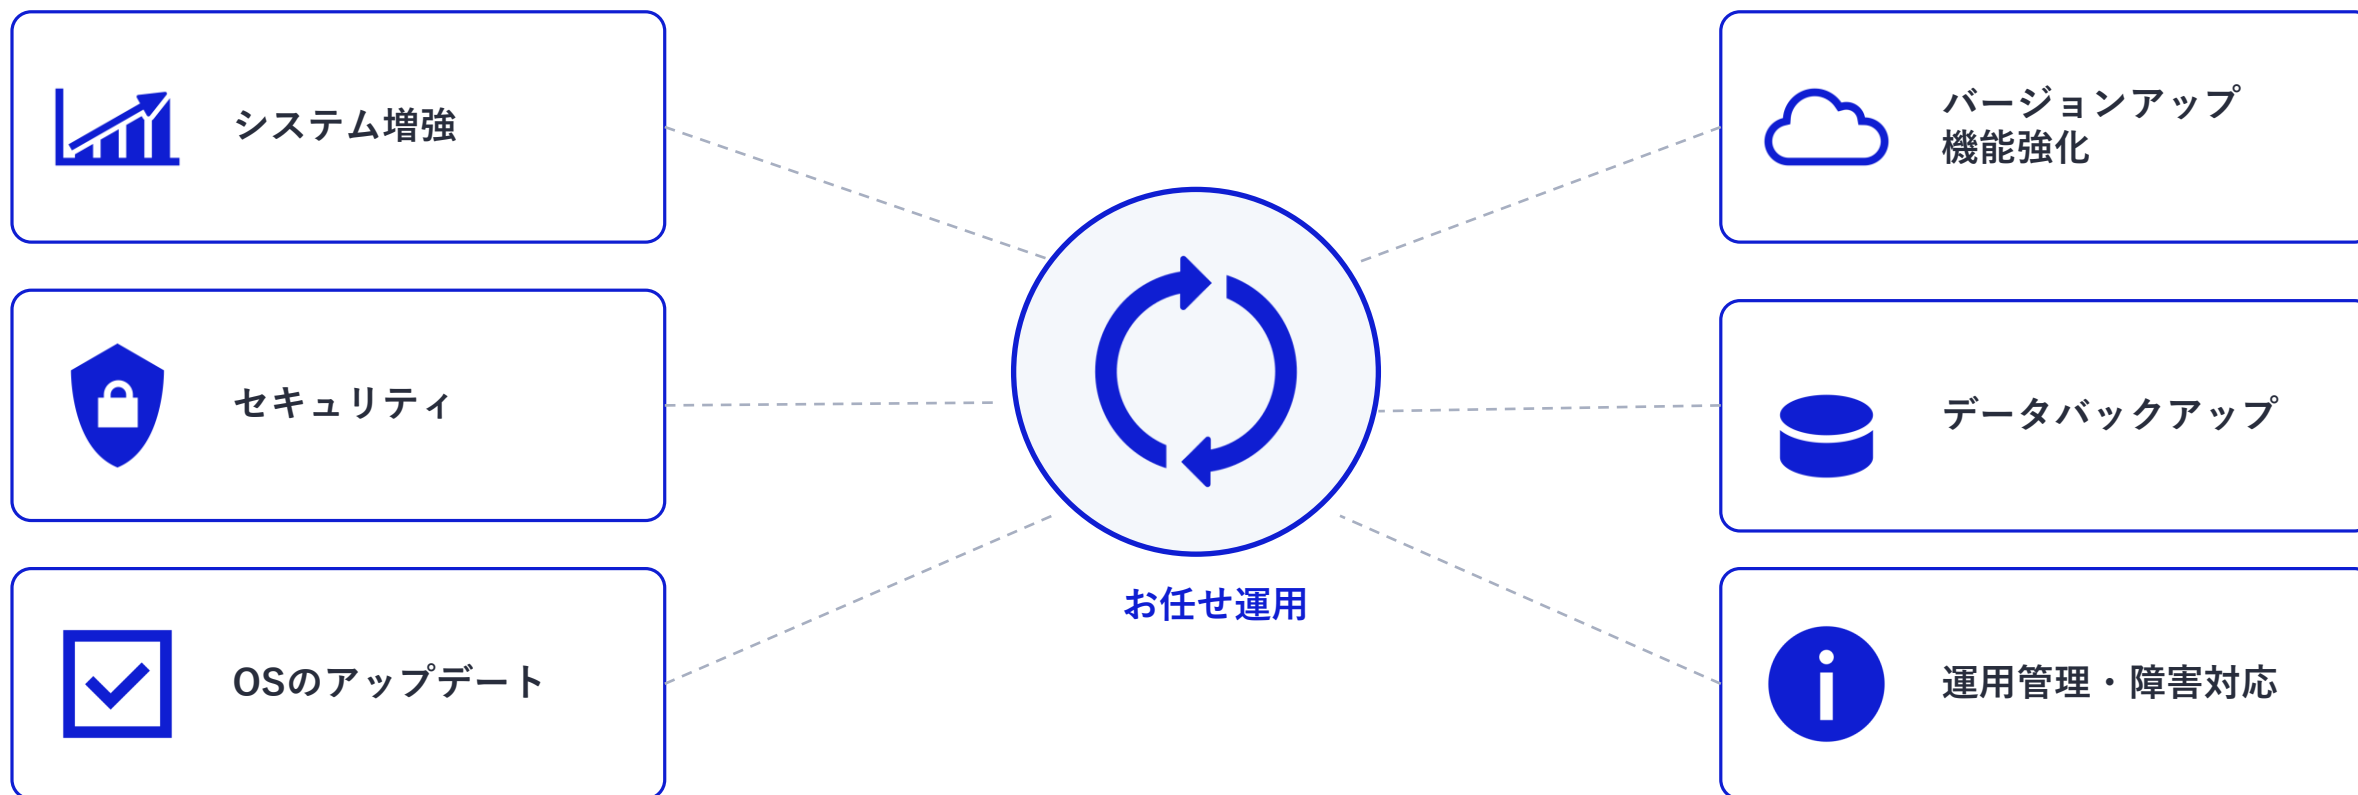 システム増強
セキュリティ
OSのアップデート
お任せ運用
バージョンアップ
機能強化
データバックアップ
運用管理・障害対応